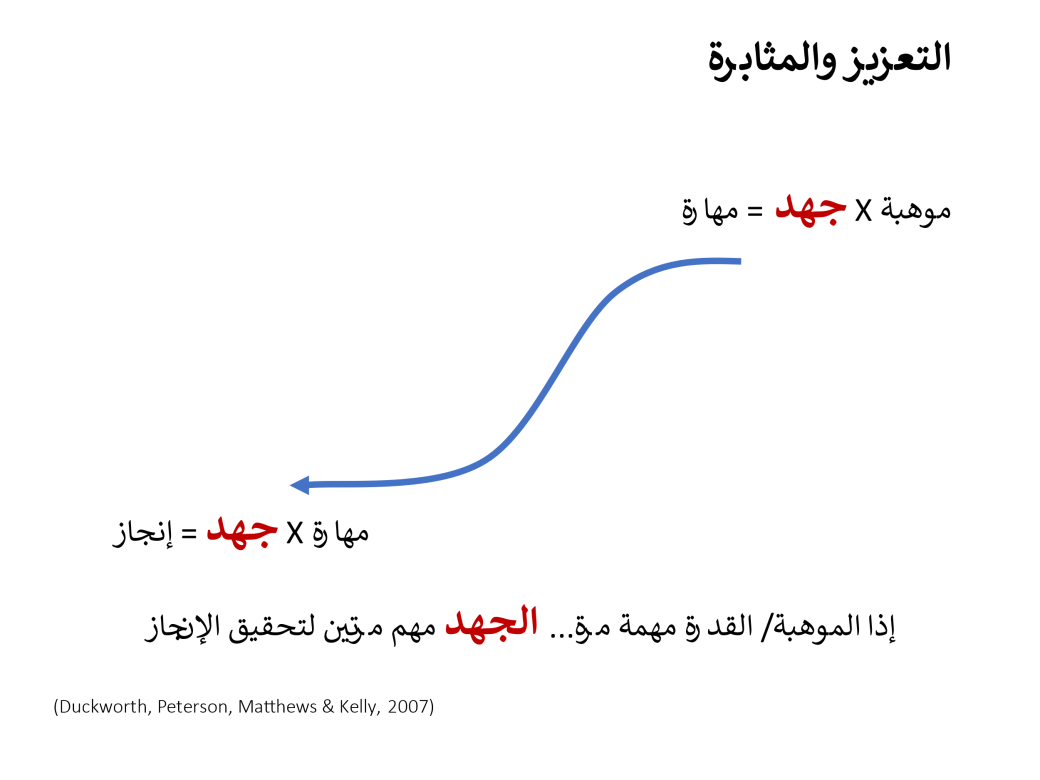 التعزيز والمثابرة
موهبة X جهد = مهارة
مهارة X جهد = إنجاز
إذا الموهبة/ القدرة مهمة مرة... الجهد مهم مرتين لتحقيق الإنجاز
(Duckworth, Peterson, Matthews & Kelly, 2007)